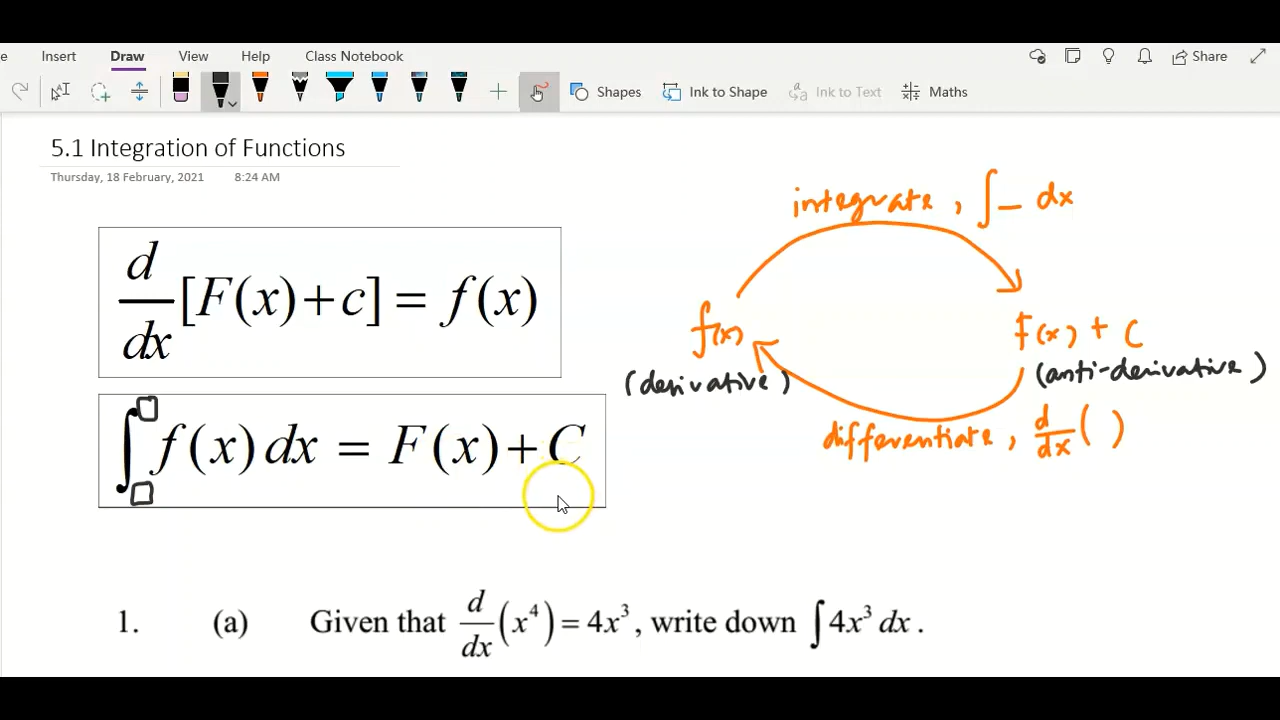 e Insert Draw View Help Class Notebook Share
Shapes Ink to Shape Ink to Text Maths
5.1 Integration of Functions
Thursday, 18 February, 2021 8:24 AM
integrate, ∫ _ dx
d/dx [F(x)+c] = f(x)
f(x) F(x) + C
(derivative) (anti-derivative)
∫ f(x) dx = F(x)+C
differentiate, d/dx ( )
1. (a) Given that d/dx (x⁴) = 4x³, write down ∫ 4x³ dx.